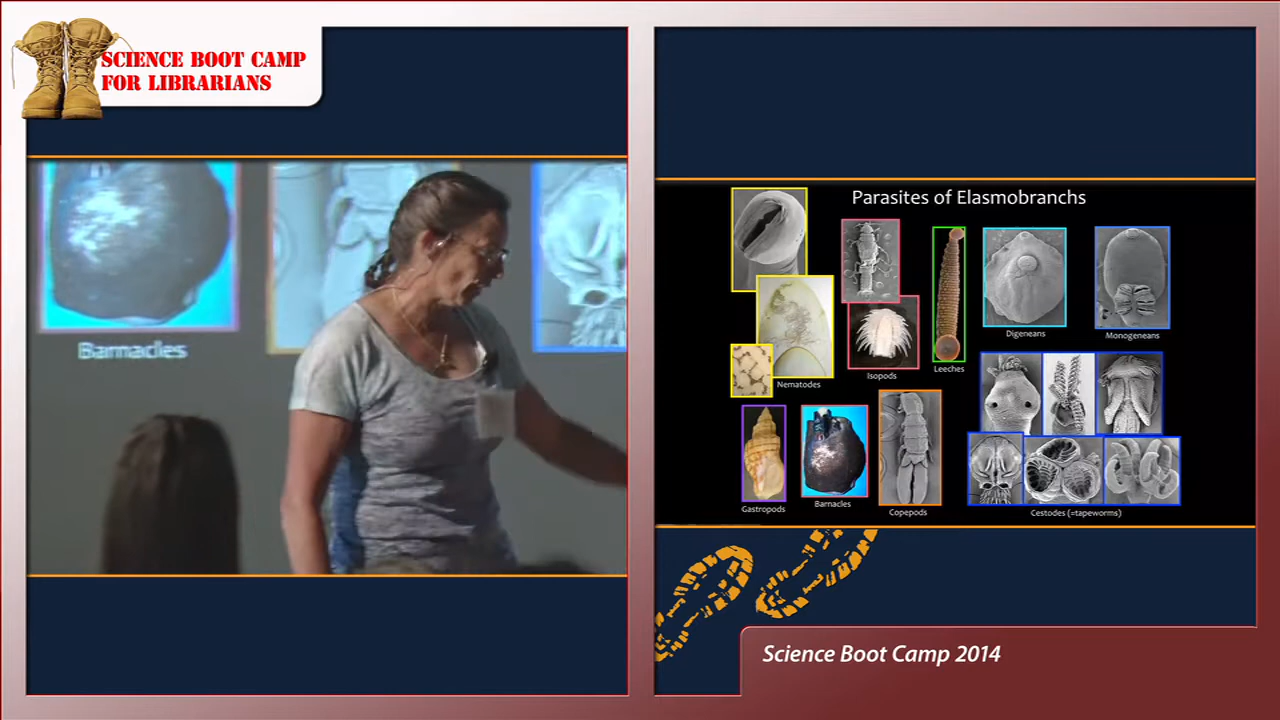 SCIENCE BOOT CAMP
FOR LIBRARIANS
Barnacles
Parasites of Elasmobranchs
Nematodes
Isopods
Leeches
Digeneans
Monogeneans
Gastropods
Barnacles
Copepods
Cestodes (=tapeworms)
Science Boot Camp 2014